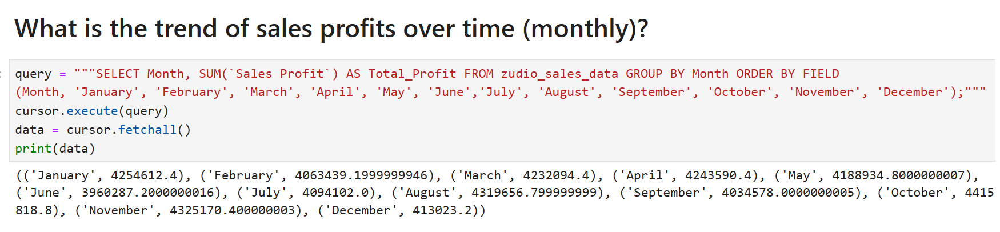 What is the trend of sales profits over time (monthly)?
query = """SELECT Month, SUM(`Sales Profit`) AS Total_Profit FROM zudio_sales_data GROUP BY Month ORDER BY FIELD
(Month, 'January', 'February', 'March', 'April', 'May', 'June','July', 'August', 'September', 'October', 'November', 'December');"""
cursor.execute(query)
data = cursor.fetchall()
print(data)
(('January', 4254612.4), ('February', 4063439.1999999946), ('March', 4232094.4), ('April', 4243590.4), ('May', 4188934.8000000007),
('June', 3960287.2000000016), ('July', 4094102.0), ('August', 4319656.799999999), ('September', 4034578.0000000005), ('October', 4415
818.8), ('November', 4325170.400000003), ('December', 413023.2))